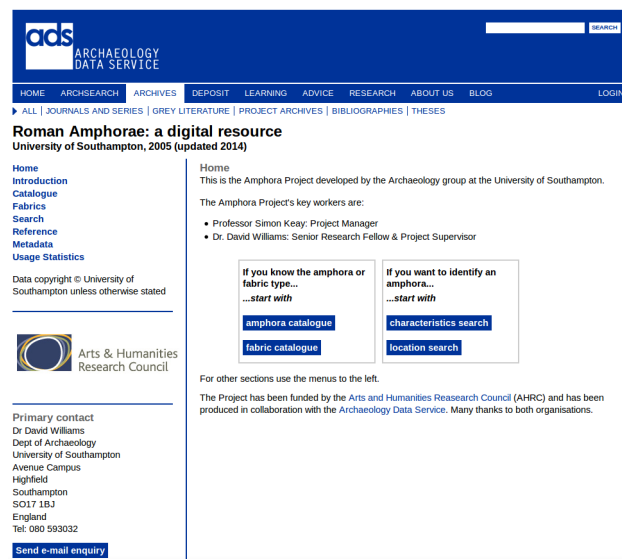 ads
ARCHAEOLOGY
DATA SERVICE
SEARCH
HOME ARCHSEARCH ARCHIVES DEPOSIT LEARNING ADVICE RESEARCH ABOUT US BLOG LOGIN
ALL | JOURNALS AND SERIES | GREY LITERATURE | PROJECT ARCHIVES | BIBLIOGRAPHIES | THESES
Roman Amphorae: a digital resource
University of Southampton, 2005 (updated 2014)
Home
Introduction
Catalogue
Fabrics
Search
Reference
Metadata
Usage Statistics
Data copyright © University of
Southampton unless otherwise stated
Arts & Humanities
Research Council
Primary contact
Dr David Williams
Dept of Archaeology
University of Southampton
Avenue Campus
Highfield
Southampton
SO17 1BJ
England
Tel: 080 593032
Send e-mail enquiry
Home
This is the Amphora Project developed by the Archaeology group at the University of Southampton.
The Amphora Project's key workers are:
• Professor Simon Keay: Project Manager
• Dr. David Williams: Senior Research Fellow & Project Supervisor
If you know the amphora or
fabric type...
...start with
amphora catalogue
fabric catalogue
If you want to identify an
amphora...
...start with
characteristics search
location search
For other sections use the menus to the left.
The Project has been funded by the Arts and Humanities Reasearch Council (AHRC) and has been
produced in collaboration with the Archaeology Data Service. Many thanks to both organisations.